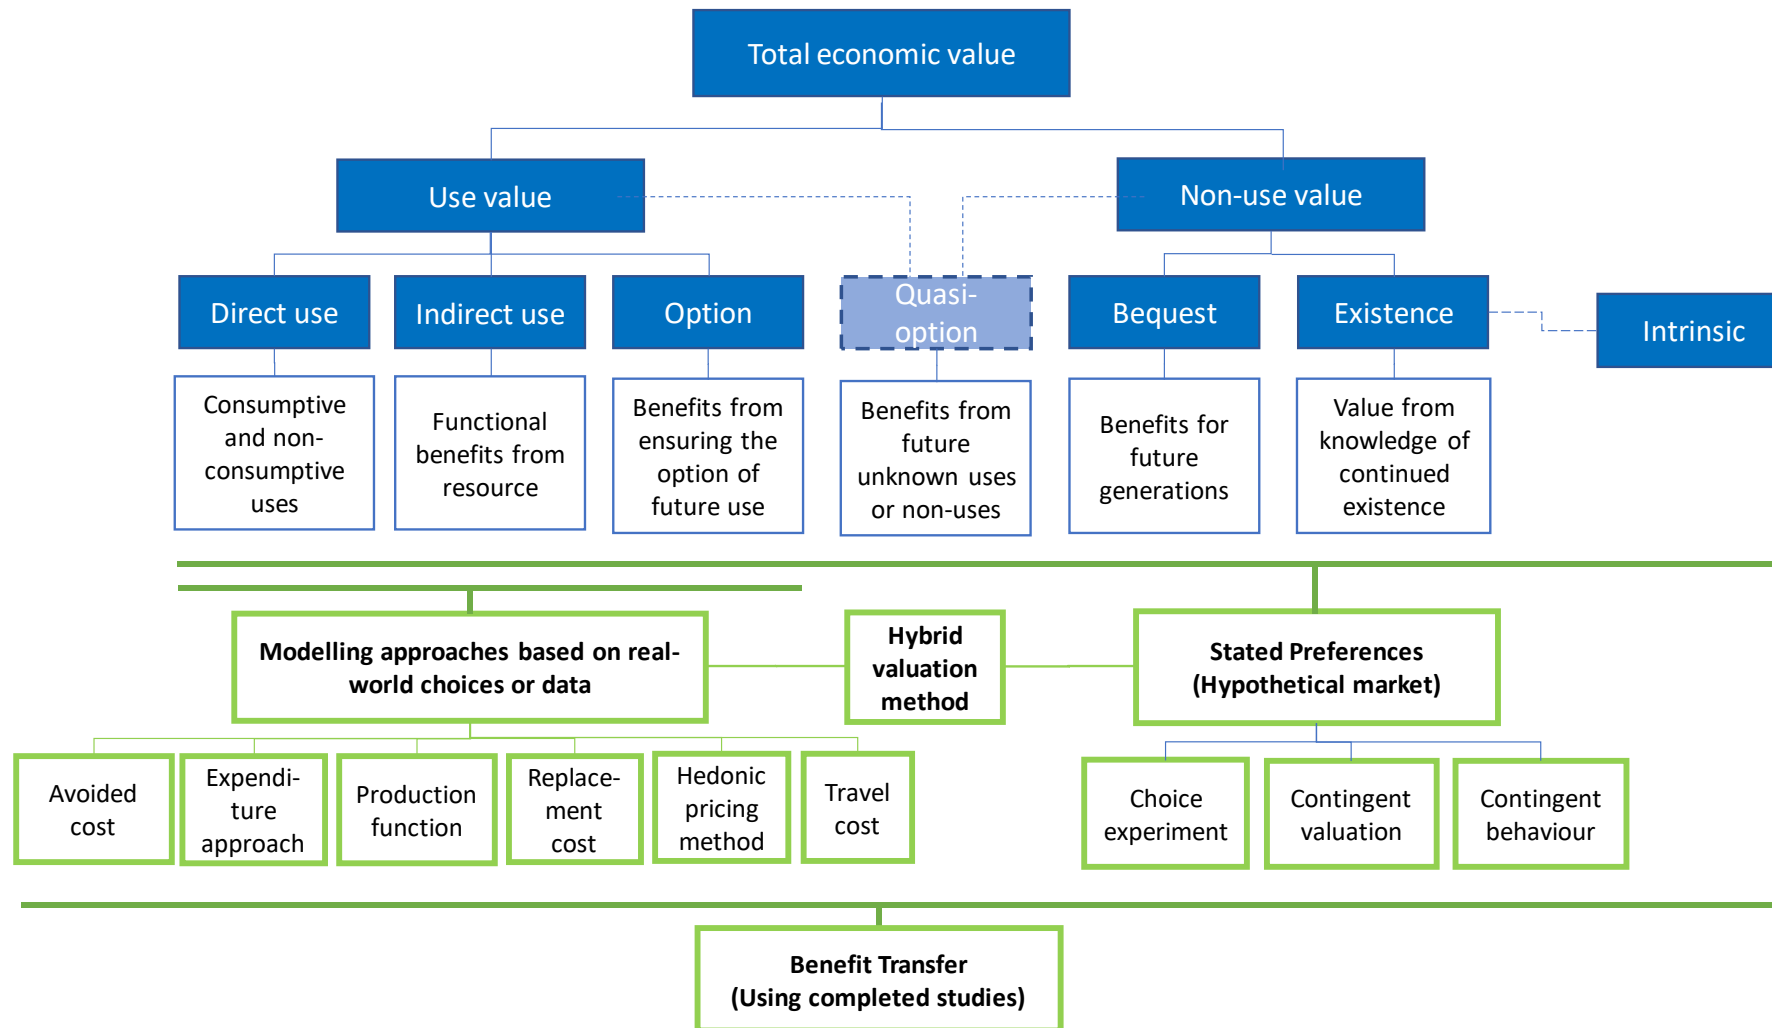 Total economic value
Use value
Non-use value
Direct use
Indirect use
Option
Quasi-
option
Bequest
Existence
Intrinsic
Consumptive
and non-
consumptive
uses
Functional
benefits from
resource
Benefits from
ensuring the
option of
future use
Benefits from
future
unknown uses
or non-uses
Benefits for
future
generations
Value from
knowledge of
continued
existence
Modelling approaches based on real-
world choices or data
Hybrid
valuation
method
Stated Preferences
(Hypothetical market)
Avoided
cost
Expendi-
ture
approach
Production
function
Replace-
ment
cost
Hedonic
pricing
method
Travel
cost
Choice
experiment
Contingent
valuation
Contingent
behaviour
Benefit Transfer
(Using completed studies)